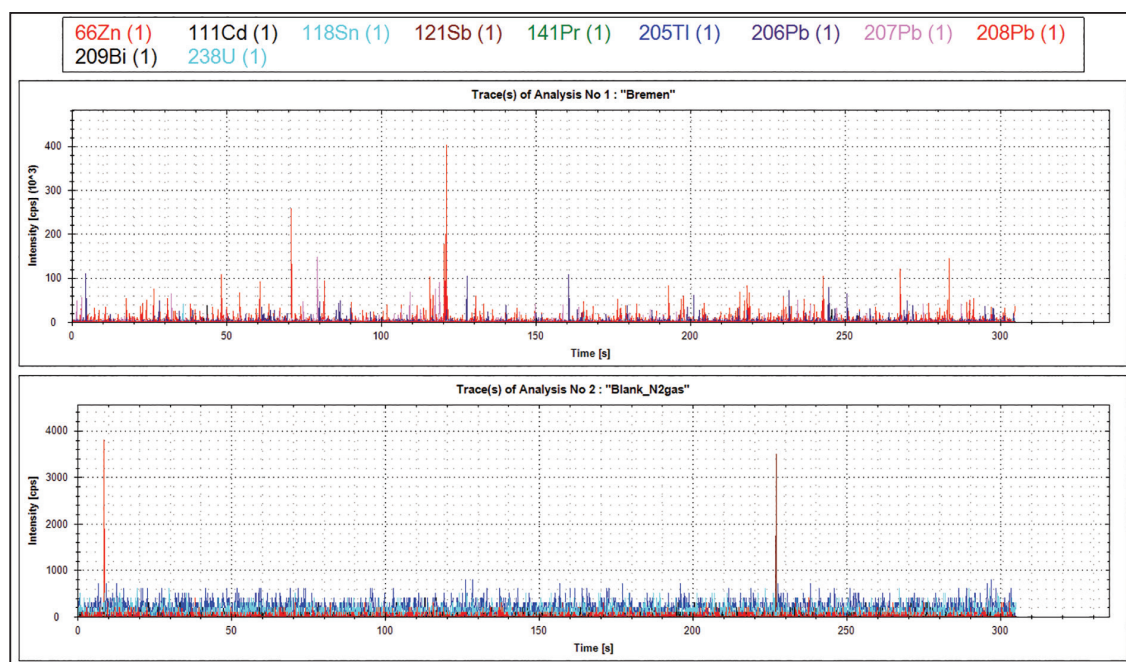 66Zn (1) 111Cd (1) 118Sn (1) 121Sb (1) 141Pr (1) 205Tl (1) 206Pb (1) 207Pb (1) 208Pb (1)
209Bi (1) 238U (1)
Trace(s) of Analysis No 1 : "Bremen"
Intensity [cps] (10^3)
400
300
200
100
0
0 50 100 150 200 250 300
Time [s]
Trace(s) of Analysis No 2 : "Blank_N2gas"
Intensity [cps]
4000
3000
2000
1000
0
0 50 100 150 200 250 300
Time [s]